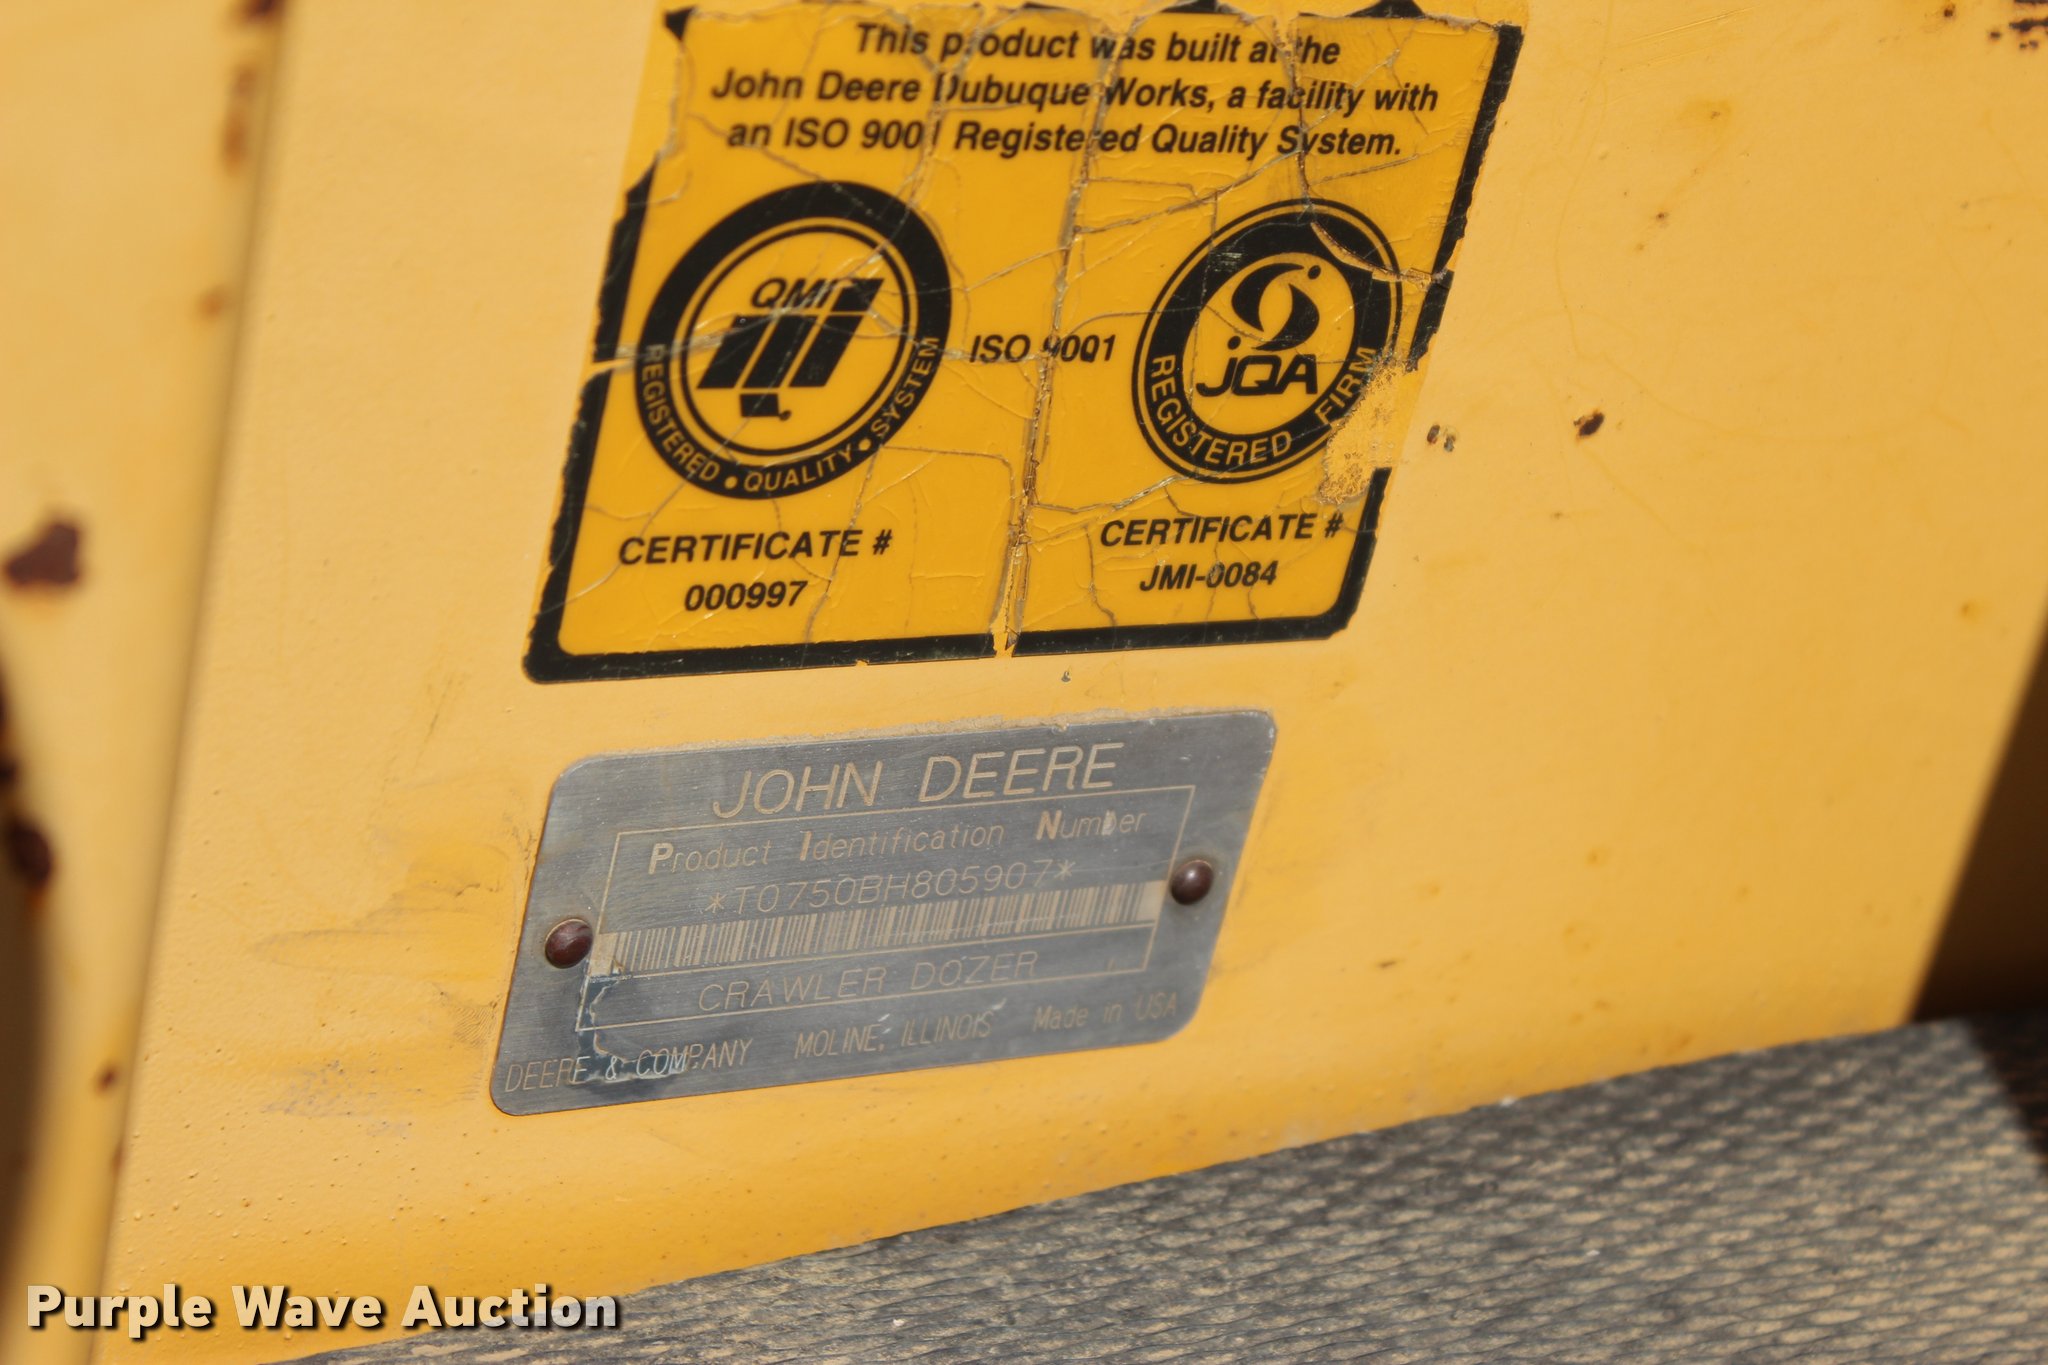 This product was built at the
John Deere Dubuque Works, a facility with
an ISO 9001 Registered Quality System.
QMI
REGISTERED • QUALITY • SYSTEM
ISO 9001
JQA
REGISTERED FIRM
CERTIFICATE #
000997
CERTIFICATE #
JMI-0084
JOHN DEERE
Product Identification Number
*T0750BH805907*
CRAWLER DOZER
DEERE & COMPANY MOLINE, ILLINOIS Made in USA
Purple Wave Auction